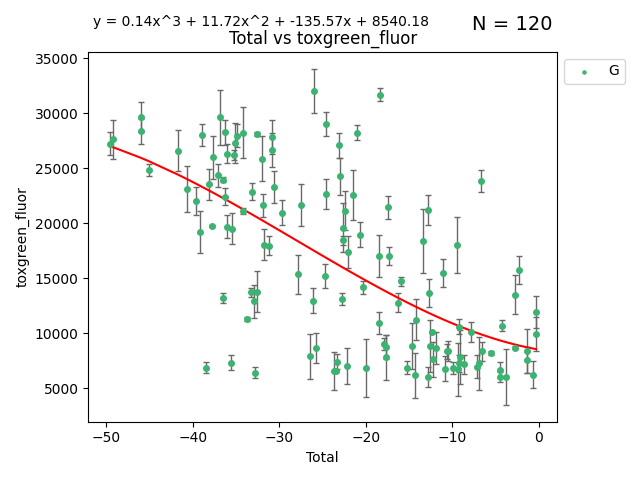 y = 0.14x^3 + 11.72x^2 + -135.57x + 8540.18
N = 120
Total vs toxgreen_fluor
G
35000
30000
25000
20000
15000
10000
5000
toxgreen_fluor
−50 −40 −30 −20 −10 0
Total